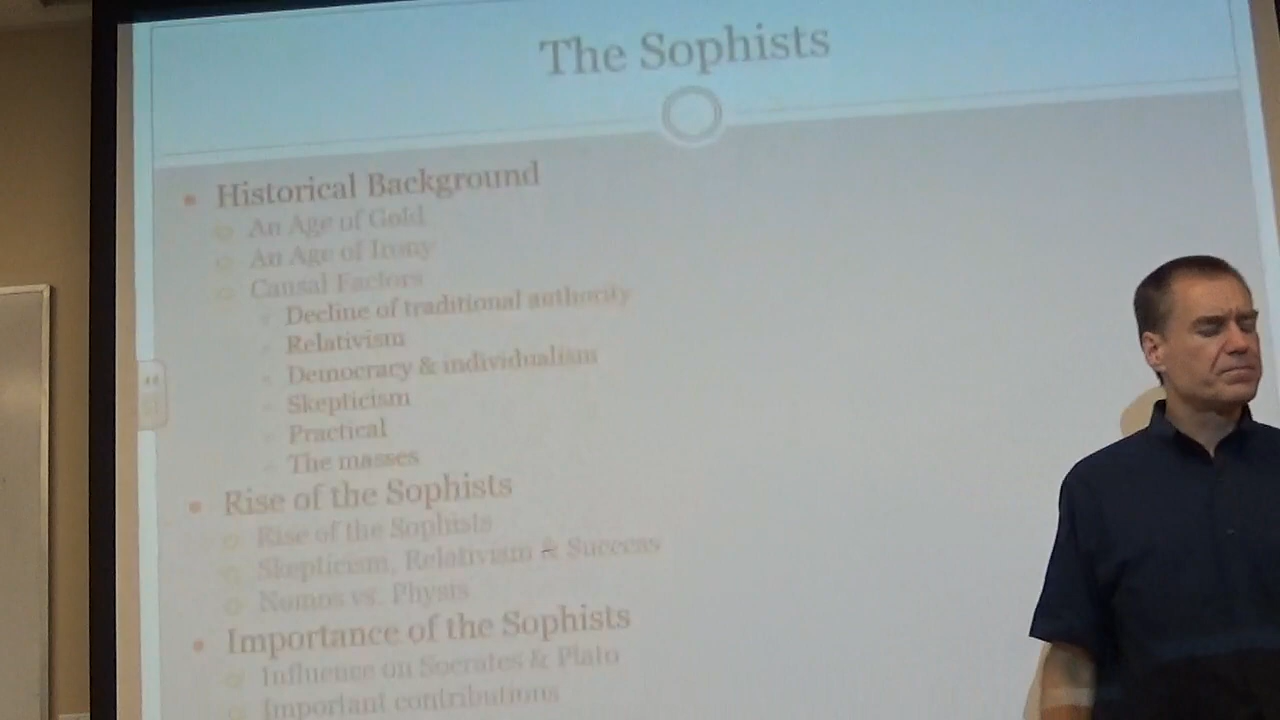 The Sophists
Historical Background
An Age of Gold
An Age of Irony
Causal Factors
Decline of traditional authority
Relativism
Democracy & individualism
Skepticism
Practical
The masses
Rise of the Sophists
Rise of the Sophists
Skepticism, Relativism & Success
Nomos vs. Physis
Importance of the Sophists
Influence on Socrates & Plato
Important contributions